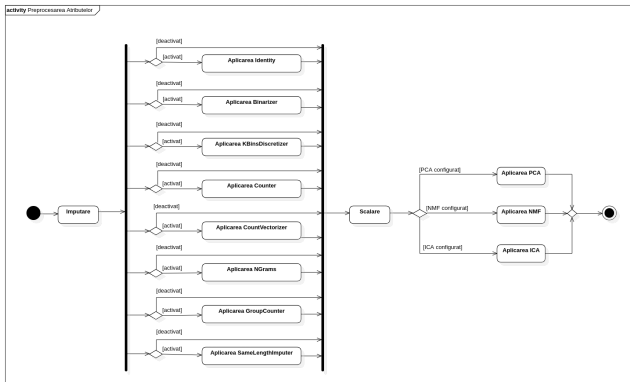 activity Preprocesarea Atributelor
[deactivat]
[activat]
Aplicarea Identity
[deactivat]
[activat]
Aplicarea Binarizer
[deactivat]
[activat]
Aplicarea KBinsDiscretizer
[deactivat]
[activat]
Aplicarea Counter
[deactivat]
[activat]
Aplicarea CountVectorizer
[deactivat]
[activat]
Aplicarea NGrams
[deactivat]
[activat]
Aplicarea GroupCounter
[deactivat]
[activat]
Aplicarea SameLengthImputer
Imputare
Scalare
[PCA configurat]
Aplicarea PCA
[NMF configurat]
Aplicarea NMF
[ICA configurat]
Aplicarea ICA